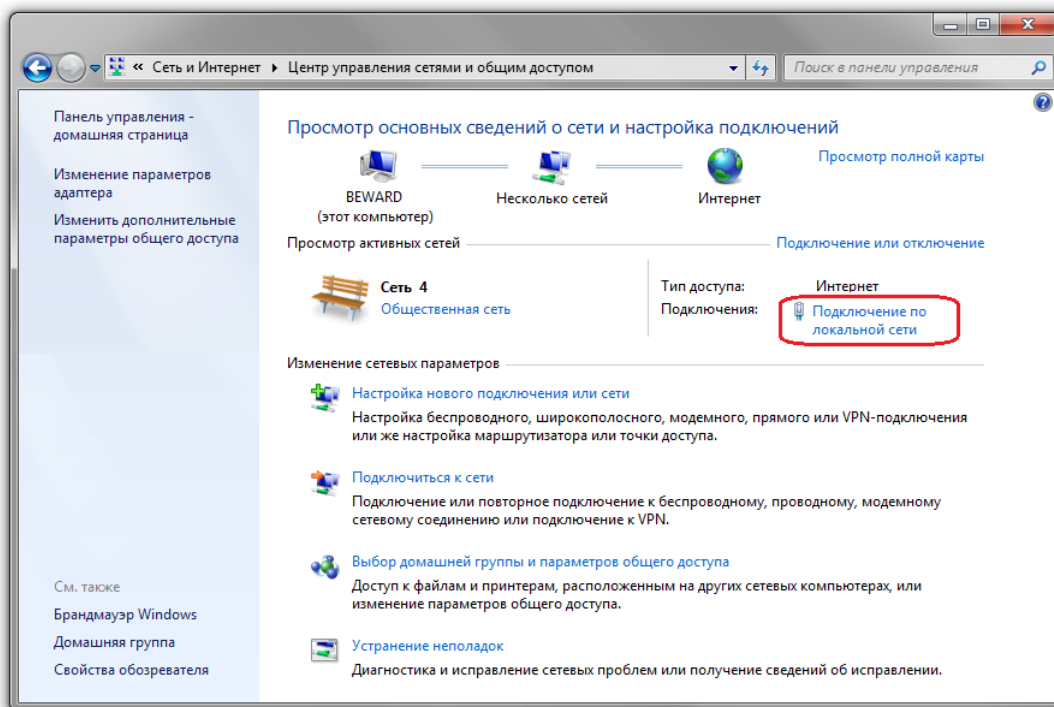 « Сеть и Интернет ▸ Центр управления сетями и общим доступом
Поиск в панели управления
Панель управления -
домашняя страница
Изменение параметров
адаптера
Изменить дополнительные
параметры общего доступа
См. также
Брандмауэр Windows
Домашняя группа
Свойства обозревателя
Просмотр основных сведений о сети и настройка подключений
Просмотр полной карты
BEWARD
(этот компьютер)
Несколько сетей
Интернет
Просмотр активных сетей
Подключение или отключение
Сеть 4
Общественная сеть
Тип доступа: Интернет
Подключения: Подключение по
локальной сети
Изменение сетевых параметров
Настройка нового подключения или сети
Настройка беспроводного, широкополосного, модемного, прямого или VPN-подключения
или же настройка маршрутизатора или точки доступа.
Подключиться к сети
Подключение или повторное подключение к беспроводному, проводному, модемному
сетевому соединению или подключение к VPN.
Выбор домашней группы и параметров общего доступа
Доступ к файлам и принтерам, расположенным на других сетевых компьютерах, или
изменение параметров общего доступа.
Устранение неполадок
Диагностика и исправление сетевых проблем или получение сведений об исправлении.